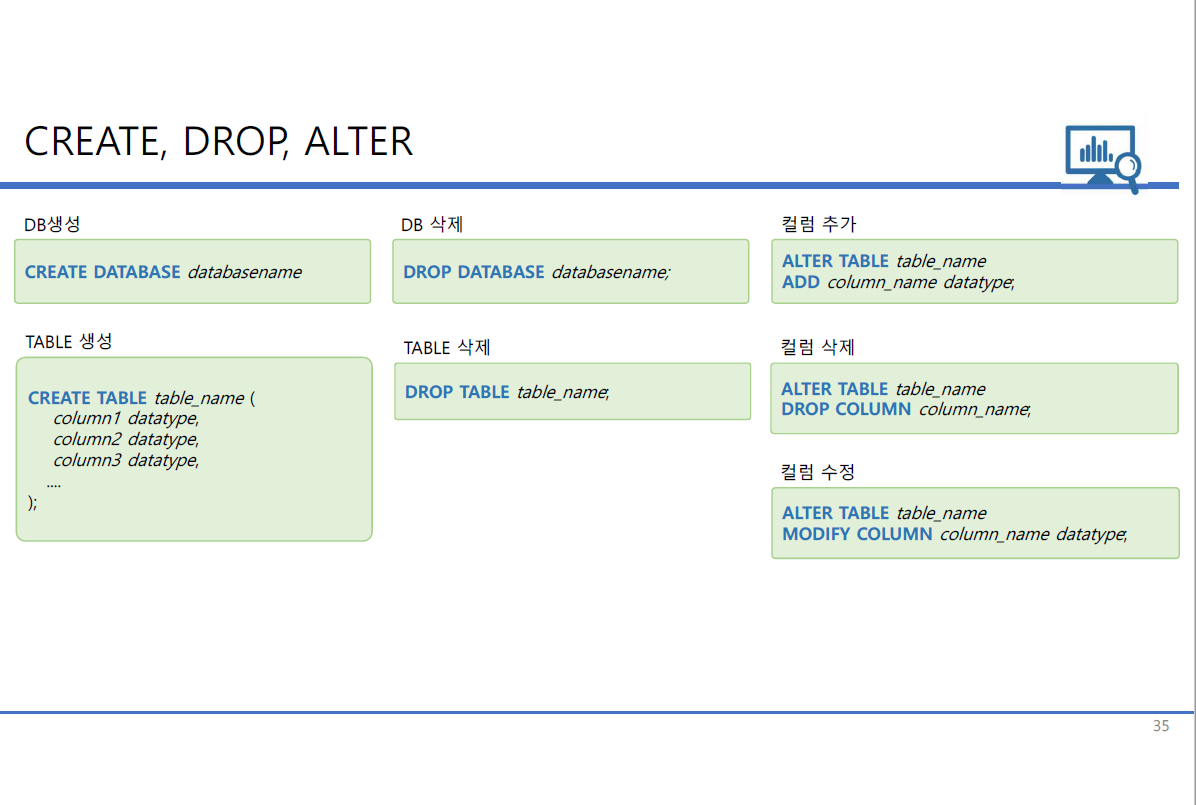 CREATE, DROP, ALTER
DB생성
CREATE DATABASE databasename
TABLE 생성
CREATE TABLE table_name (
column1 datatype,
column2 datatype,
column3 datatype,
....
);
DB 삭제
DROP DATABASE databasename;
TABLE 삭제
DROP TABLE table_name;
컬럼 추가
ALTER TABLE table_name
ADD column_name datatype;
컬럼 삭제
ALTER TABLE table_name
DROP COLUMN column_name;
컬럼 수정
ALTER TABLE table_name
MODIFY COLUMN column_name datatype;
35